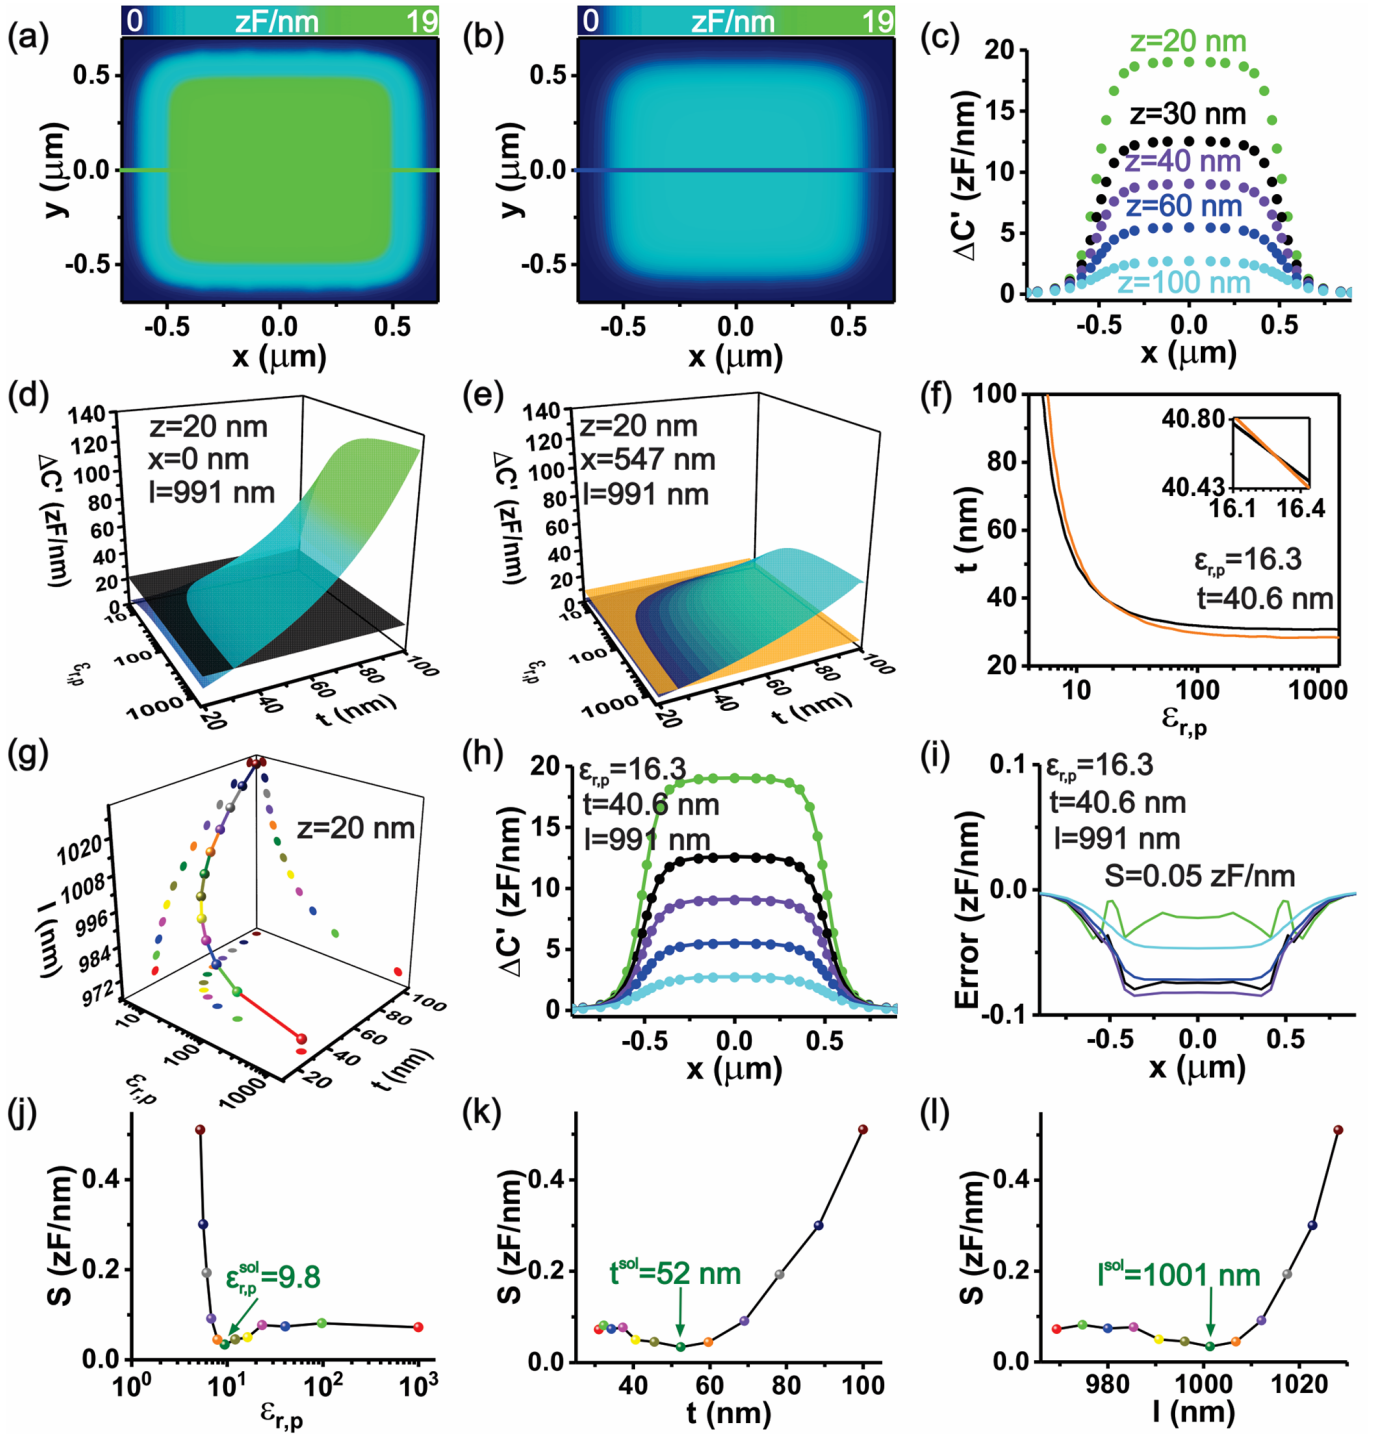 (a)
0 zF/nm 19
0.5
0.0
-0.5
y (μm)
-0.5 0.0 0.5
x (μm)
(b)
0 zF/nm 19
0.5
0.0
-0.5
y (μm)
-0.5 0.0 0.5
x (μm)
(c)
20
15
10
5
0
ΔC' (zF/nm)
z=20 nm
z=30 nm
z=40 nm
z=60 nm
z=100 nm
-0.5 0.0 0.5
x (μm)
(d)
140
120
100
80
60
40
20
0
ΔC' (zF/nm)
z=20 nm
x=0 nm
l=991 nm
10
100
1000
εr,p
20 40 60 80 100
t (nm)
(e)
140
120
100
80
60
40
20
0
ΔC' (zF/nm)
z=20 nm
x=547 nm
l=991 nm
10
100
1000
εr,p
20 40 60 80 100
t (nm)
(f)
100
80
60
40
20
t (nm)
40.80
40.43
16.1 16.4
εr,p=16.3
t=40.6 nm
10 100 1000
εr,p
(g)
1020
1008
996
984
972
l (nm)
z=20 nm
10
100
1000
εr,p
20 40 60 80 100
t (nm)
(h)
20
15
10
5
0
ΔC' (zF/nm)
εr,p=16.3
t=40.6 nm
l=991 nm
-0.5 0.0 0.5
x (μm)
(i)
0.1
0.0
-0.1
Error (zF/nm)
εr,p=16.3
t=40.6 nm
l=991 nm
S=0.05 zF/nm
-0.5 0.0 0.5
x (μm)
(j)
0.4
0.2
0.0
S (zF/nm)
εr,p^sol=9.8
10^0 10^1 10^2 10^3
εr,p
(k)
0.4
0.2
0.0
S (zF/nm)
t^sol=52 nm
40 60 80 100
t (nm)
(l)
0.4
0.2
0.0
S (zF/nm)
l^sol=1001 nm
980 1000 1020
l (nm)